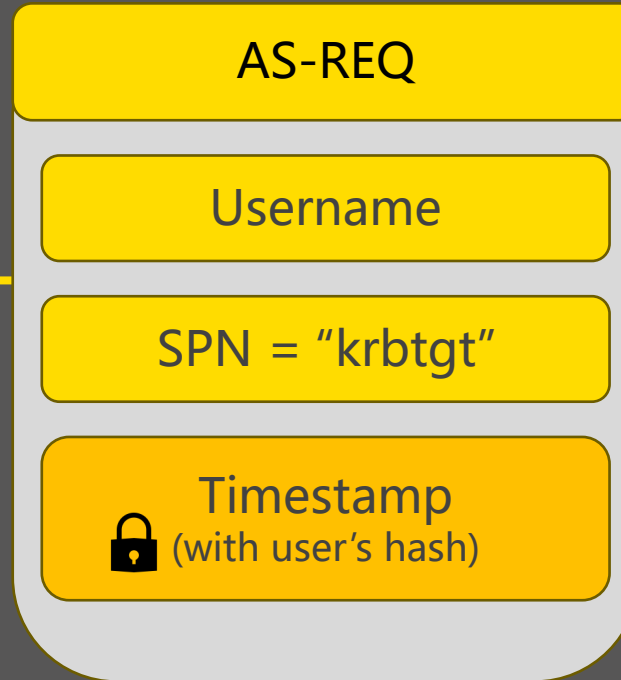 AS-REQ
Username
SPN = “krbtgt”
Timestamp
(with user’s hash)